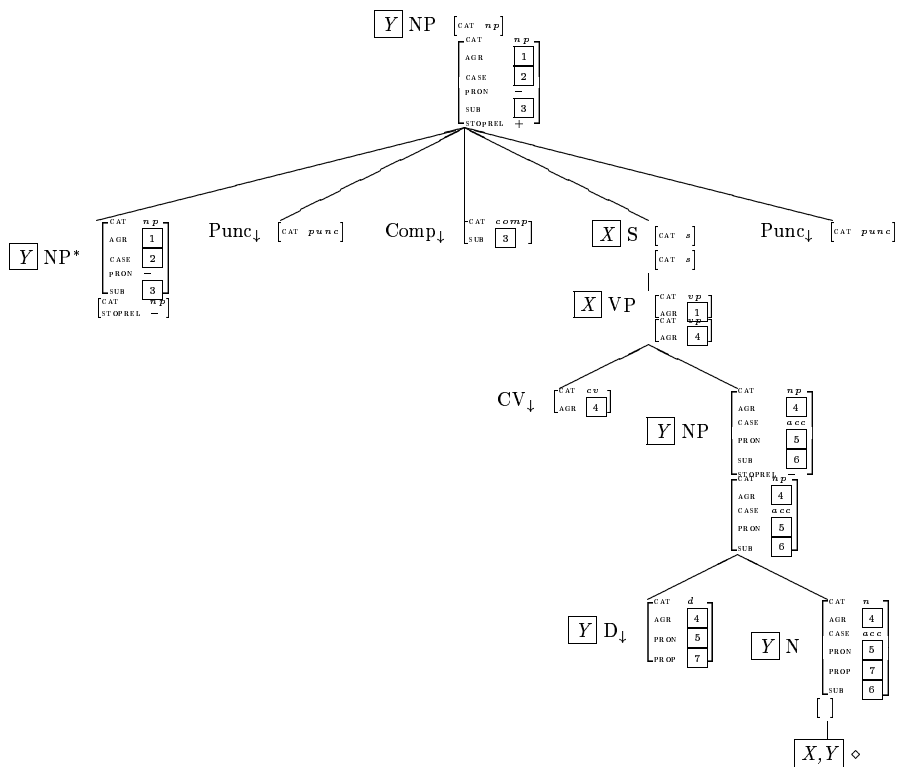 Y NP [CAT np]
CAT np
AGR 1
CASE 2
PRON −
SUB 3
STOPREL +
Y NP*
CAT np
AGR 1
CASE 2
PRON −
SUB 3
CAT np
STOPREL −
Punc↓ [CAT punc]
Comp↓
CAT comp
SUB 3
X S [CAT s]
[CAT s]
Punc↓ [CAT punc]
X VP
CAT vp
AGR 1
CAT vp
AGR 4
CV↓
CAT cv
AGR 4
Y NP
CAT np
AGR 4
CASE acc
PRON 5
SUB 6
STOPREL −
CAT np
AGR 4
CASE acc
PRON 5
SUB 6
Y D↓
CAT d
AGR 4
PRON 5
PROP 7
Y N
CAT n
AGR 4
CASE acc
PRON 5
PROP 7
SUB 6
[ ]
X,Y ⋄